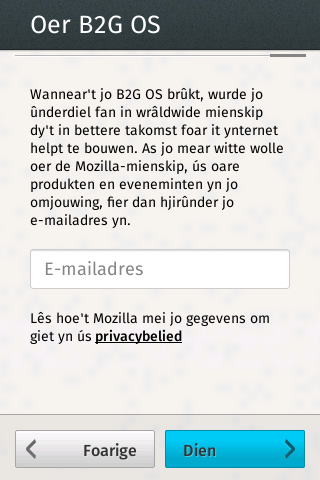 Oer B2G OS
Wannear't jo B2G OS brûkt, wurde jo
ûnderdiel fan in wrâldwide mienskip
dy't in bettere takomst foar it ynternet
helpt te bouwen. As jo mear witte wolle
oer de Mozilla-mienskip, ús oare
produkten en eveneminten yn jo
omjouwing, fier dan hjirûnder jo
e-mailadres yn.
E-mailadres
Lês hoe't Mozilla mei jo gegevens om
giet yn ús privacybelied
Foarige
Dien